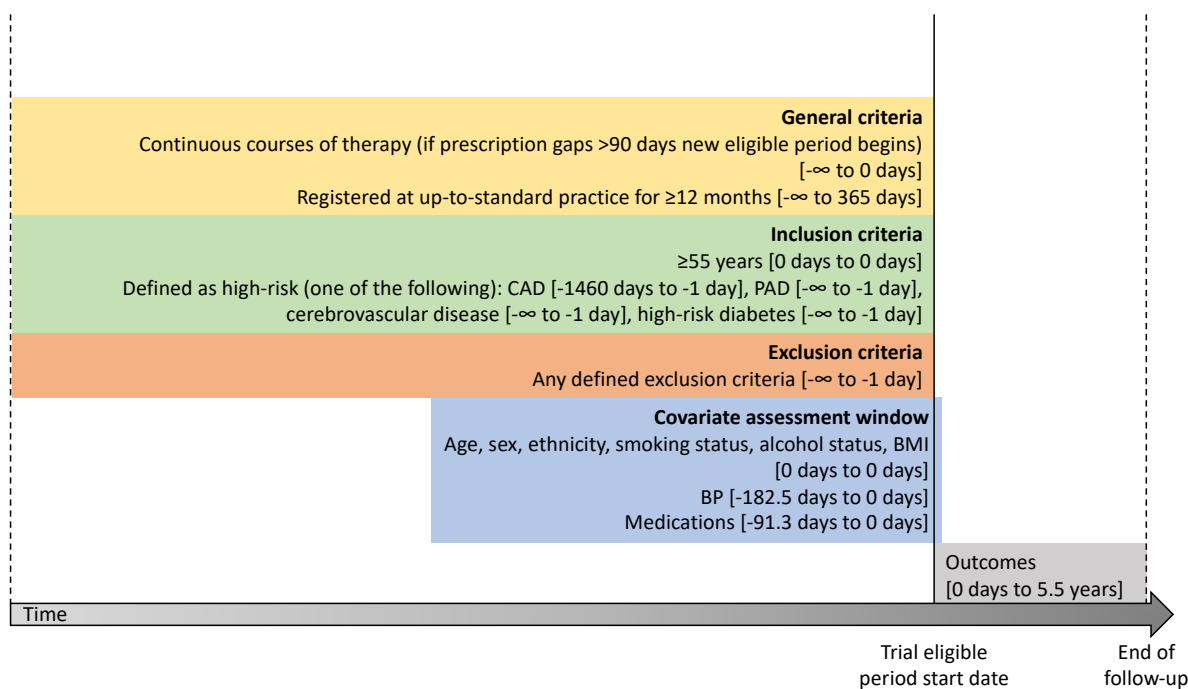 General criteria
Continuous courses of therapy (if prescription gaps >90 days new eligible period begins)
[-∞ to 0 days]
Registered at up-to-standard practice for ≥12 months [-∞ to 365 days]
Inclusion criteria
≥55 years [0 days to 0 days]
Defined as high-risk (one of the following): CAD [-1460 days to -1 day], PAD [-∞ to -1 day],
cerebrovascular disease [-∞ to -1 day], high-risk diabetes [-∞ to -1 day]
Exclusion criteria
Any defined exclusion criteria [-∞ to -1 day]
Covariate assessment window
Age, sex, ethnicity, smoking status, alcohol status, BMI
[0 days to 0 days]
BP [-182.5 days to 0 days]
Medications [-91.3 days to 0 days]
Outcomes
[0 days to 5.5 years]
Time
Trial eligible
period start date
End of
follow-up